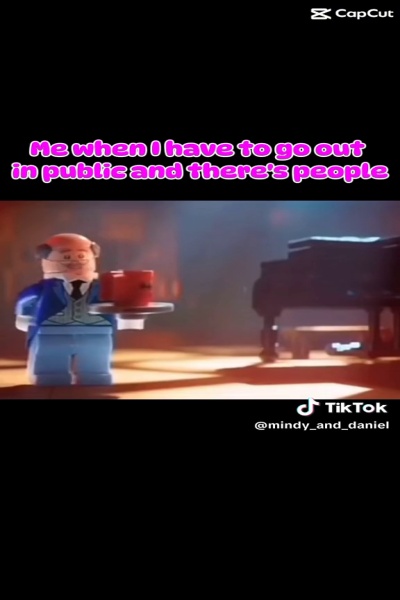 CapCut
Me when I have to go out
in public and there's people
TikTok
@mindy_and_daniel